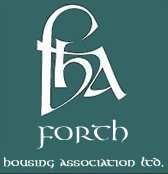 fha
FORTH
HOUSING ASSOCIATION LTD.